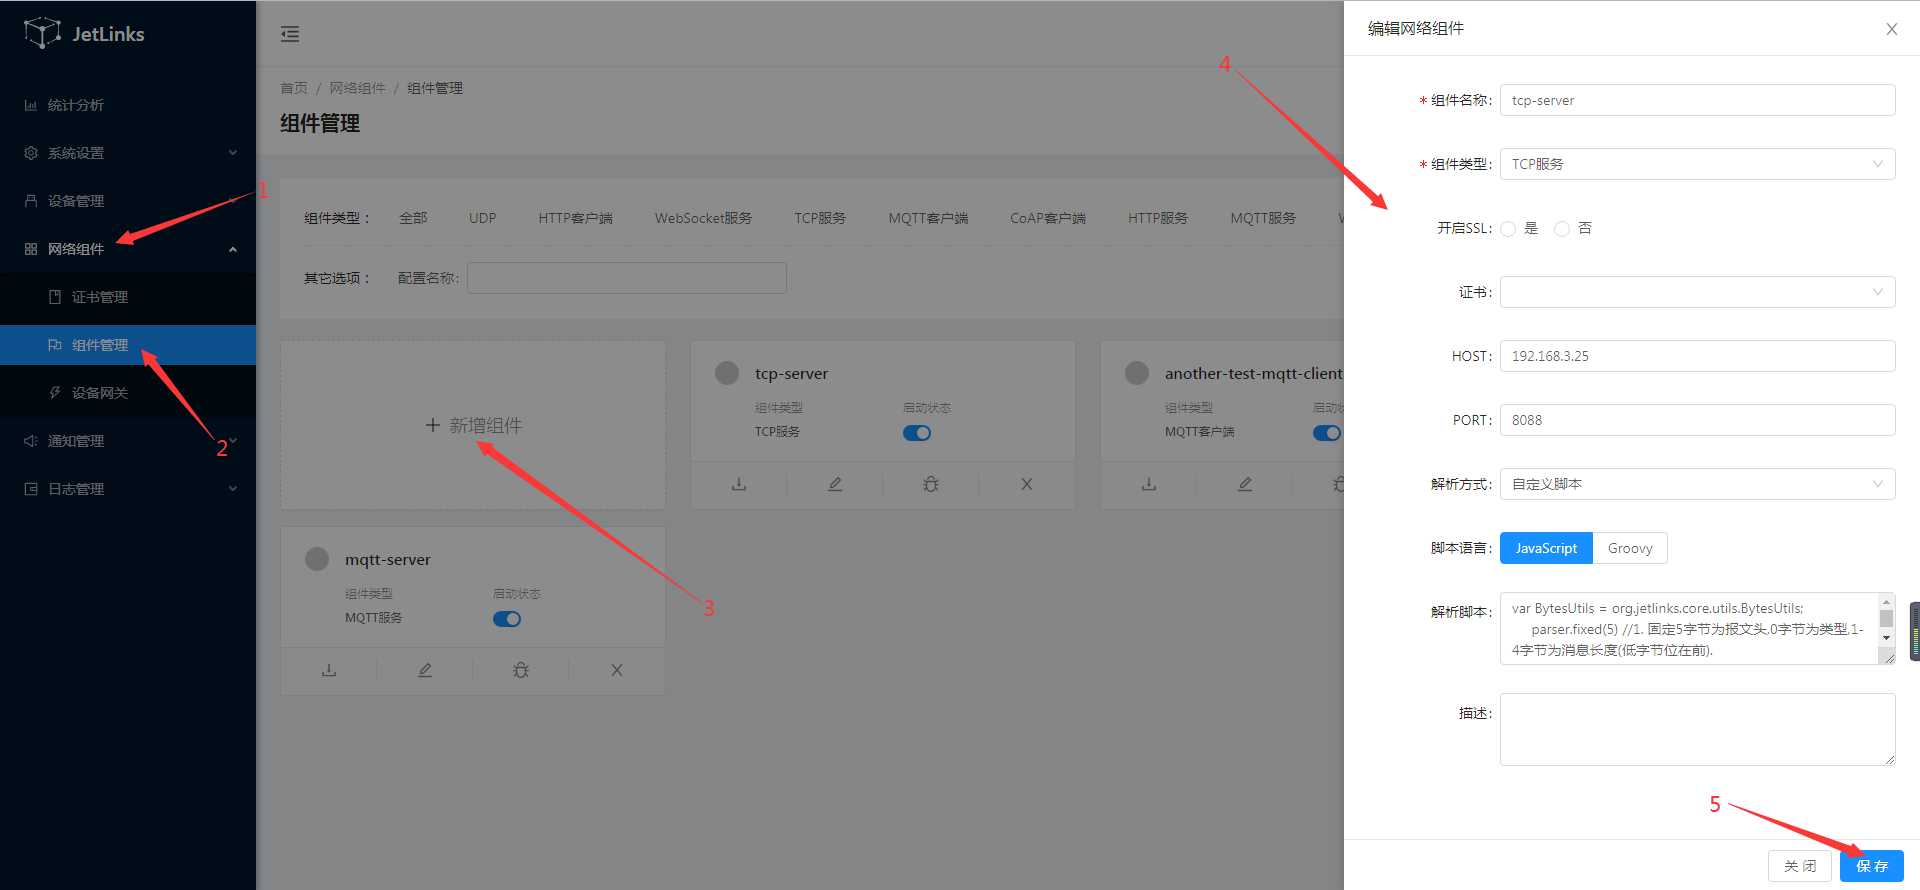 JetLinks
统计分析
系统设置
设备管理
网络组件
证书管理
组件管理
设备网关
通知管理
日志管理
1
2
首页 / 网络组件 / 组件管理
组件管理
组件类型 : 全部 UDP HTTP客户端 WebSocket服务 TCP服务 MQTT客户端 CoAP客户端 HTTP服务 MQTT服务
其它选项 : 配置名称:
+ 新增组件
3
tcp-server
组件类型 启动状态
TCP服务
another-test-mqtt-client
组件类型 启动
MQTT客户端
mqtt-server
组件类型 启动状态
MQTT服务
4
编辑网络组件
* 组件名称: tcp-server
* 组件类型: TCP服务
开启SSL: 是 否
证书:
HOST: 192.168.3.25
PORT: 8088
解析方式: 自定义脚本
脚本语言: JavaScript Groovy
解析脚本: var BytesUtils = org.jetlinks.core.utils.BytesUtils;
parser.fixed(5) //1. 固定5字节为报文头,0字节为类型,1-
4字节为消息长度(低字节位在前).
描述:
5
关 闭 保 存